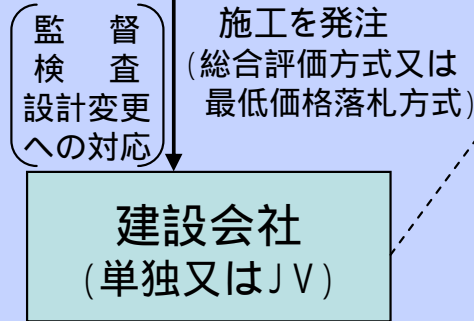 監　督
検　査
設計変更
への対応
施工を発注
(総合評価方式又は
最低価格落札方式)
建設会社
(単独又はＪＶ)